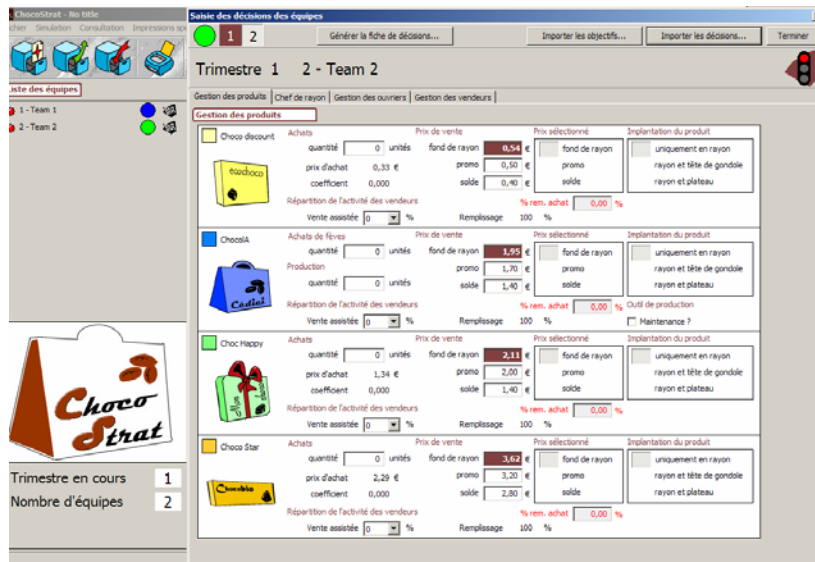 ChocoStrat - No title
Fichier Simulation Consultation Impressions
Liste des équipes
1 - Team 1
2 - Team 2
Choco
Strat
Trimestre en cours 1
Nombre d'équipes 2
Saisie des décisions des équipes
1 2 Générer la fiche de décisions... Importer les objectifs... Importer les décisions... Terminer
Trimestre 1 2 - Team 2
Gestion des produits Chef de rayon Gestion des ouvriers Gestion des vendeurs
Gestion des produits
Choco discount Achats Prix de vente Prix sélectionné Implantation du produit
quantité 0 unités fond de rayon 0,54 € fond de rayon uniquement en rayon
ecochoco prix d'achat 0,33 € promo 0,50 € promo rayon et tête de gondole
coefficient 0,000 solde 0,40 € solde rayon et plateau
Répartition de l'activité des vendeurs % rem. achat 0,00 %
Vente assistée 0 % Remplissage 100 %
ChocolA Achats de fèves Prix de vente Prix sélectionné Implantation du produit
quantité 0 unités fond de rayon 1,95 € fond de rayon uniquement en rayon
Production promo 1,70 € promo rayon et tête de gondole
quantité 0 unités solde 1,40 € solde rayon et plateau
Cadini Répartition de l'activité des vendeurs % rem. achat 0,00 % Outil de production
Vente assistée 0 % Remplissage 100 % Maintenance ?
Choc Happy Achats Prix de vente Prix sélectionné Implantation du produit
quantité 0 unités fond de rayon 2,11 € fond de rayon uniquement en rayon
prix d'achat 1,34 € promo 2,00 € promo rayon et tête de gondole
Mon coefficient 0,000 solde 1,40 € solde rayon et plateau
Répartition de l'activité des vendeurs % rem. achat 0,00 %
Vente assistée 0 % Remplissage 100 %
Choco Star Achats Prix de vente Prix sélectionné Implantation du produit
quantité 0 unités fond de rayon 3,62 € fond de rayon uniquement en rayon
Chocobio prix d'achat 2,29 € promo 3,20 € promo rayon et tête de gondole
coefficient 0,000 solde 2,80 € solde rayon et plateau
Répartition de l'activité des vendeurs % rem. achat 0,00 %
Vente assistée 0 % Remplissage 100 %